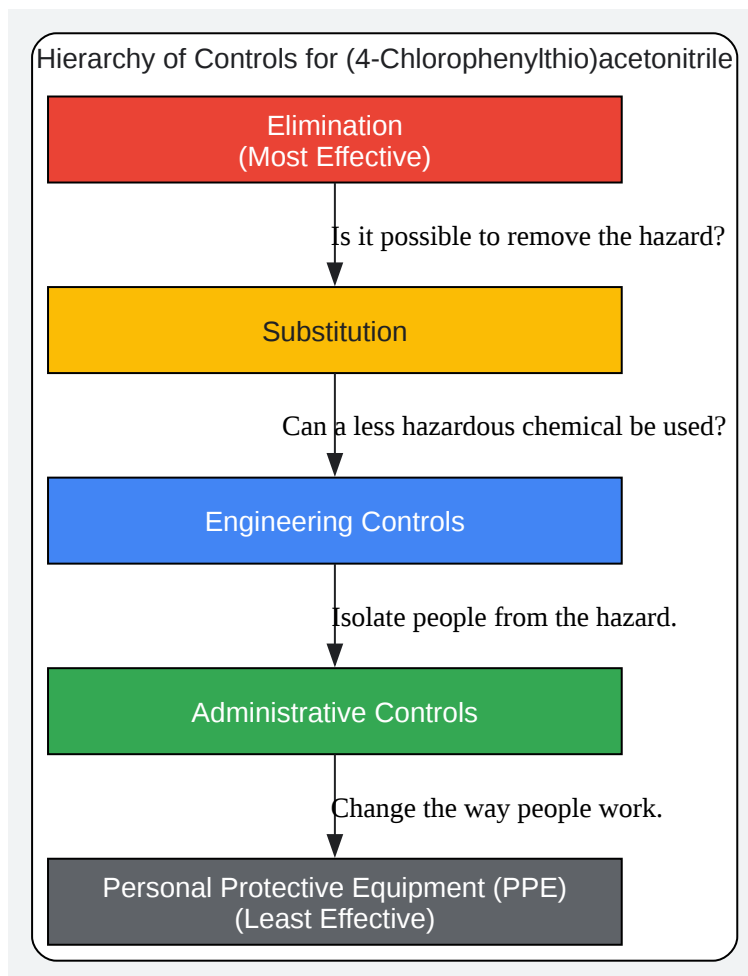 Hierarchy of Controls for (4-Chlorophenylthio)acetonitrile
Elimination
(Most Effective)
Is it possible to remove the hazard?
Substitution
Can a less hazardous chemical be used?
Engineering Controls
Isolate people from the hazard.
Administrative Controls
Change the way people work.
Personal Protective Equipment (PPE)
(Least Effective)